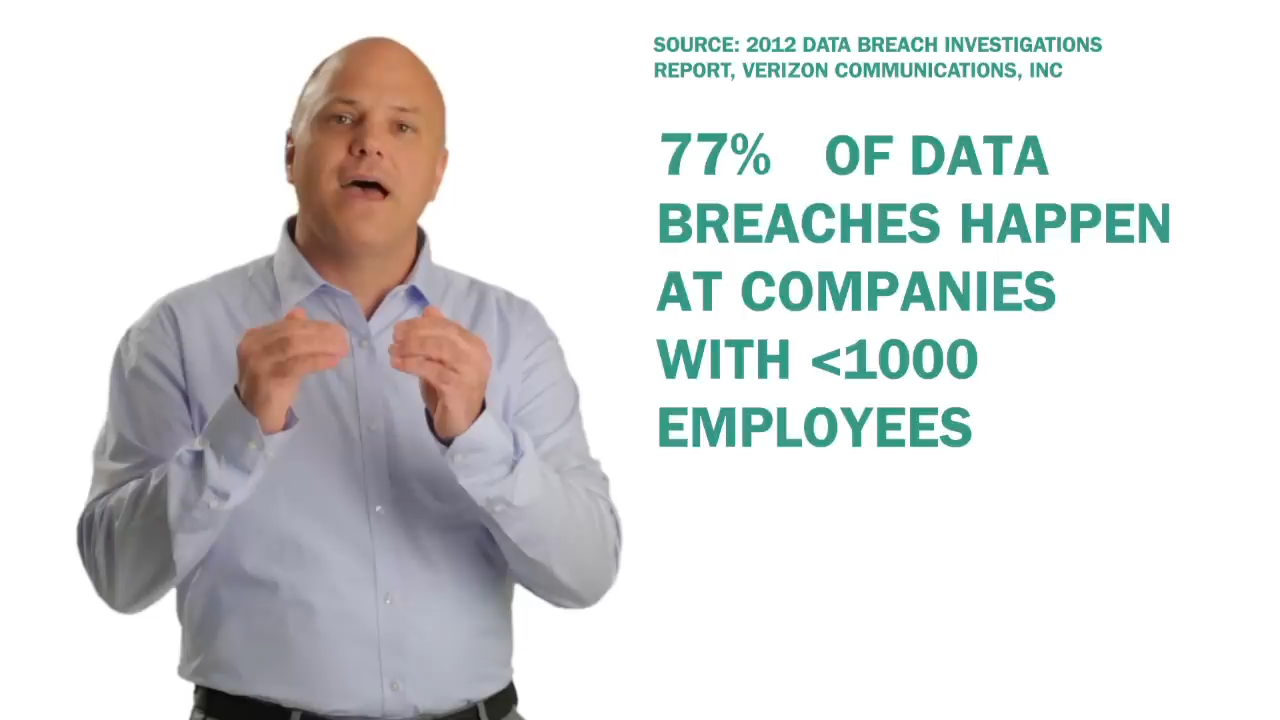 SOURCE: 2012 DATA BREACH INVESTIGATIONS
REPORT, VERIZON COMMUNICATIONS, INC
77% OF DATA
BREACHES HAPPEN
AT COMPANIES
WITH <1000
EMPLOYEES